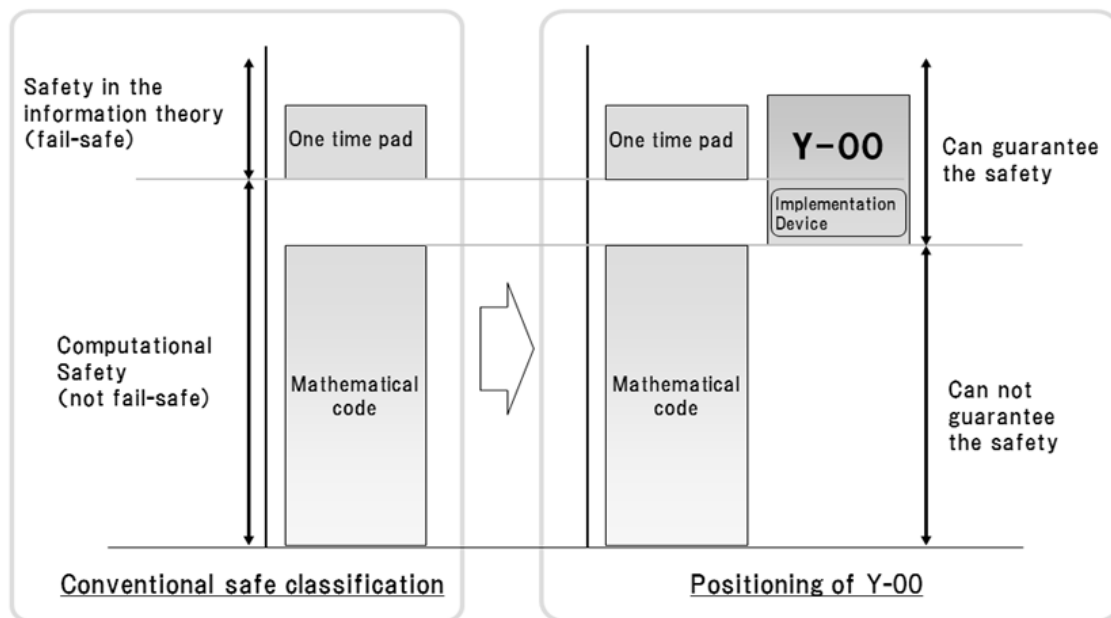 Safety in the
information theory
(fail-safe)
One time pad
Computational
Safety
(not fail-safe)
Mathematical
code
Conventional safe classification
One time pad
Y-00
Implementation
Device
Can guarantee
the safety
Mathematical
code
Can not
guarantee
the safety
Positioning of Y-00